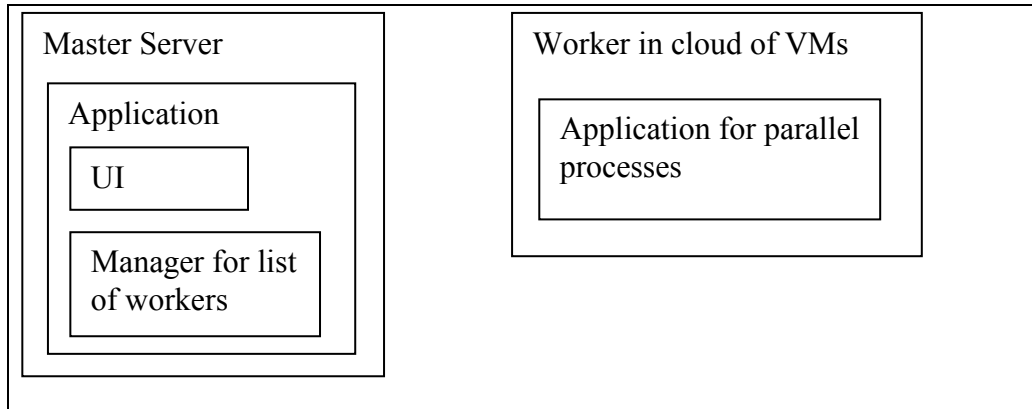 Master Server
Application
UI
Manager for list
of workers
Worker in cloud of VMs
Application for parallel
processes